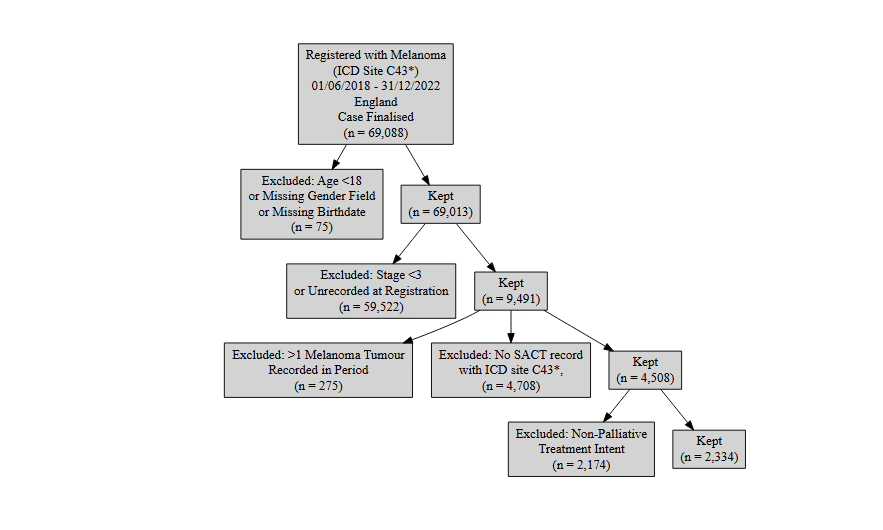 Registered with Melanoma
(ICD Site C43*)
01/06/2018 - 31/12/2022
England
Case Finalised
(n = 69,088)
Excluded: Age <18
or Missing Gender Field
or Missing Birthdate
(n = 75)
Kept
(n = 69,013)
Excluded: Stage <3
or Unrecorded at Registration
(n = 59,522)
Kept
(n = 9,491)
Excluded: >1 Melanoma Tumour
Recorded in Period
(n = 275)
Excluded: No SACT record
with ICD site C43*,
(n = 4,708)
Kept
(n = 4,508)
Excluded: Non-Palliative
Treatment Intent
(n = 2,174)
Kept
(n = 2,334)